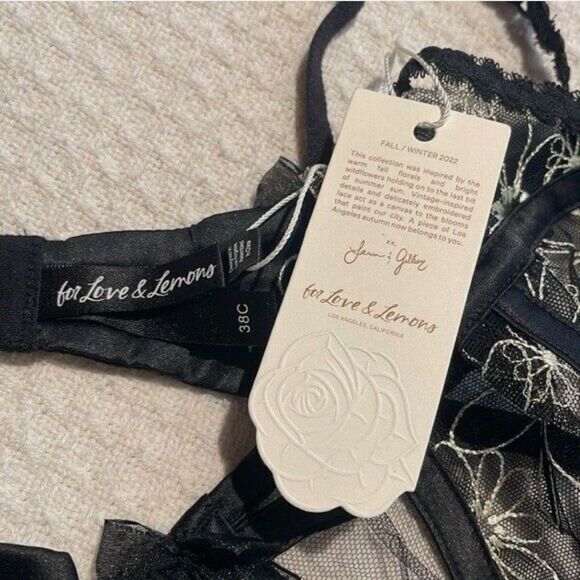 FALL / WINTER 2022
This collection was inspired by the
warm fall florals and bright
wildflowers holding on to the last bit
of summer sun. Vintage-inspired
details and delicately embroidered
lace act as a canvas to the blooms
that paint our city. A piece of Los
Angeles autumn now belongs to you.
xx,
for Love & Lemons
LOS ANGELES, CALIFORNIA
for Love & Lemons
38C